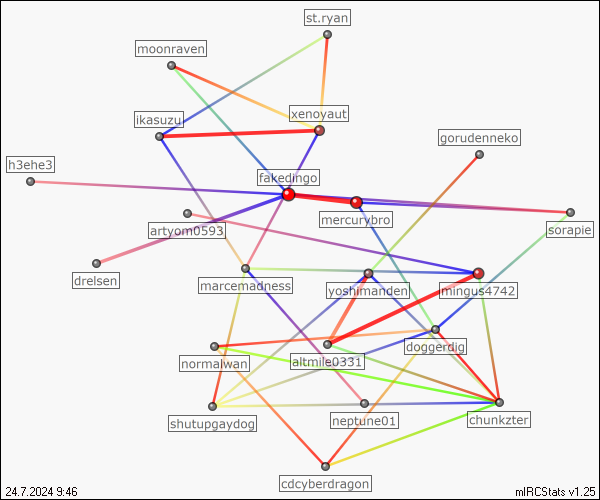 st.ryan
moonraven
xenoyaut
ikasuzu
gorudenneko
h3ehe3
fakedingo
mercurybro
artyom0593
sorapie
drelsen
marcemadness
yoshimanden
mingus4742
doggerdig
altmile0331
normalwan
shutupgaydog
neptune01
chunkzter
cdcyberdragon
24.7.2024 9:46
mIRCStats v1.25